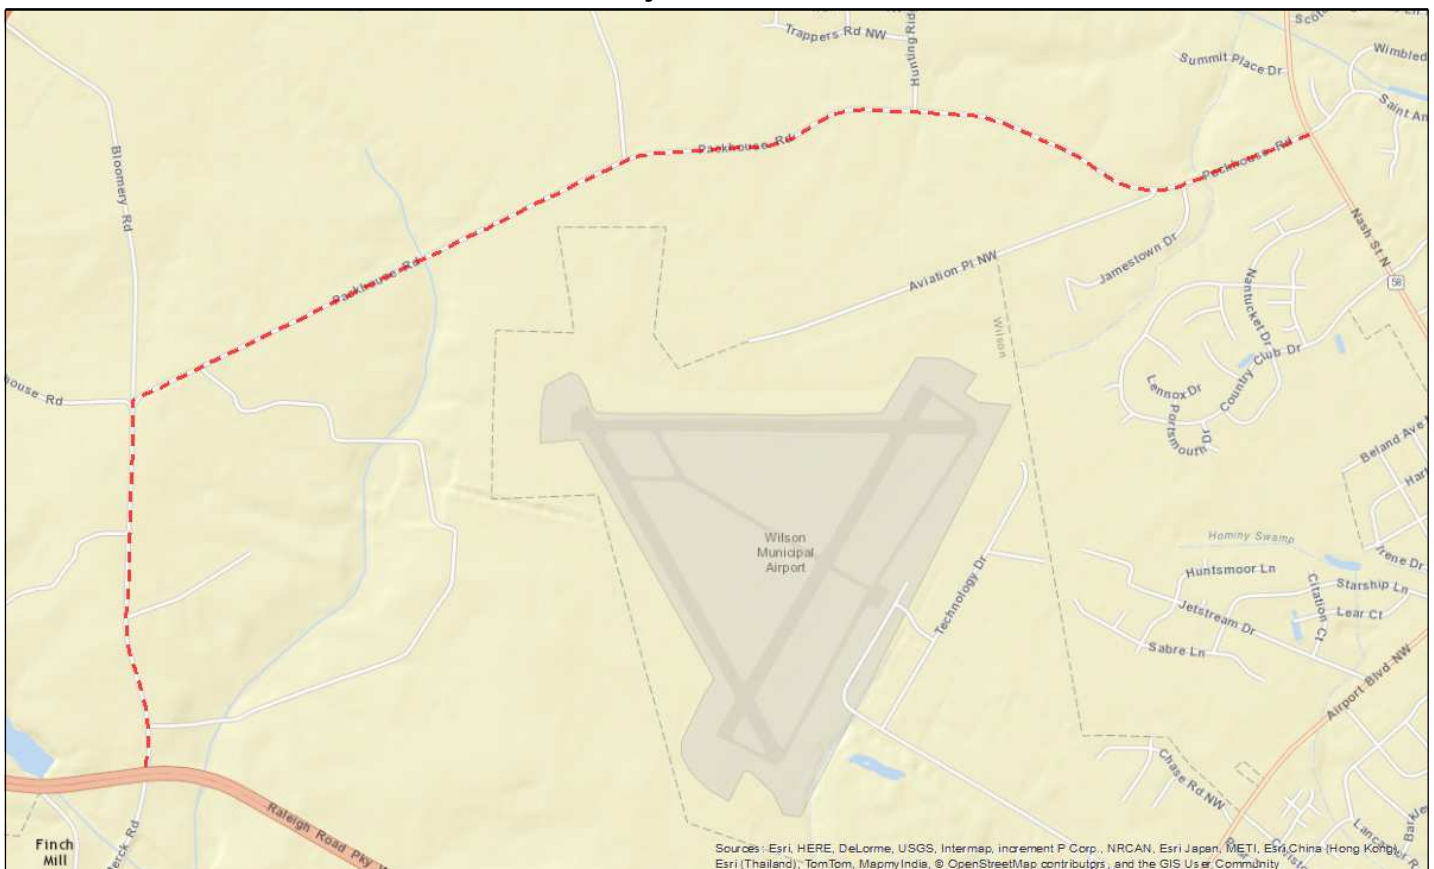 Trappers Rd NW
Hunting Rid
Scot
Wimbled
Summit Place Dr
Saint An
Packhouse Rd
Packhouse Rd
Bloomery Rd
Nash St N
58
Packhouse Rd
Aviation Pl NW
Jamestown Dr
Nantucket Dr
Wilson
Country Club Dr
house Rd
Lennox Dr
Portsmouth Dr
Beland Ave
Har
Wilson
Municipal
Airport
Hominy Swamp
Irene Dr
Huntsmoor Ln
Starship Ln
Citation Ct
Lear Ct
Technology Dr
Jetstream Dr
Sabre Ln
Airport Blvd NW
Chase Rd NW
Raleigh Road Pky W
Finch
Mill
erck Rd
Sources: Esri, HERE, DeLorme, USGS, Intermap, increment P Corp., NRCAN, Esri Japan, METI, Esri China (Hong Kong),
Esri (Thailand), TomTom, MapmyIndia, © OpenStreetMap contributors, and the GIS User Community